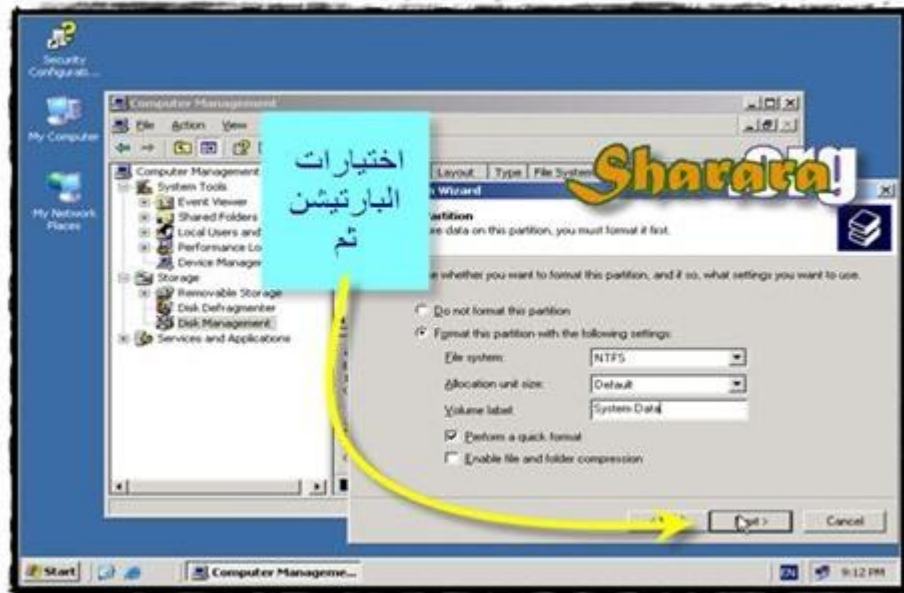 Security
Configurati...
My Computer
My Network
Places
Computer Management
File Action View
Computer Management
System Tools
Event Viewer
Shared Folders
Local Users and
Performance Lo
Device Manager
Storage
Removable Storage
Disk Defragmenter
Disk Management
Services and Applications
اختيارات
البارتيشن
ثم
Layout Type File System
Sharara
.org
Wizard
artition
re data on this partition, you must format it first.
whether you want to format this partition, and if so, what settings you want to use.
Do not format this partition
Format this partition with the following settings:
File system: NTFS
Allocation unit size: Default
Volume label: System Data
Perform a quick format
Enable file and folder compression
Next >
Cancel
Start
Computer Manageme...
EN
9:12 PM